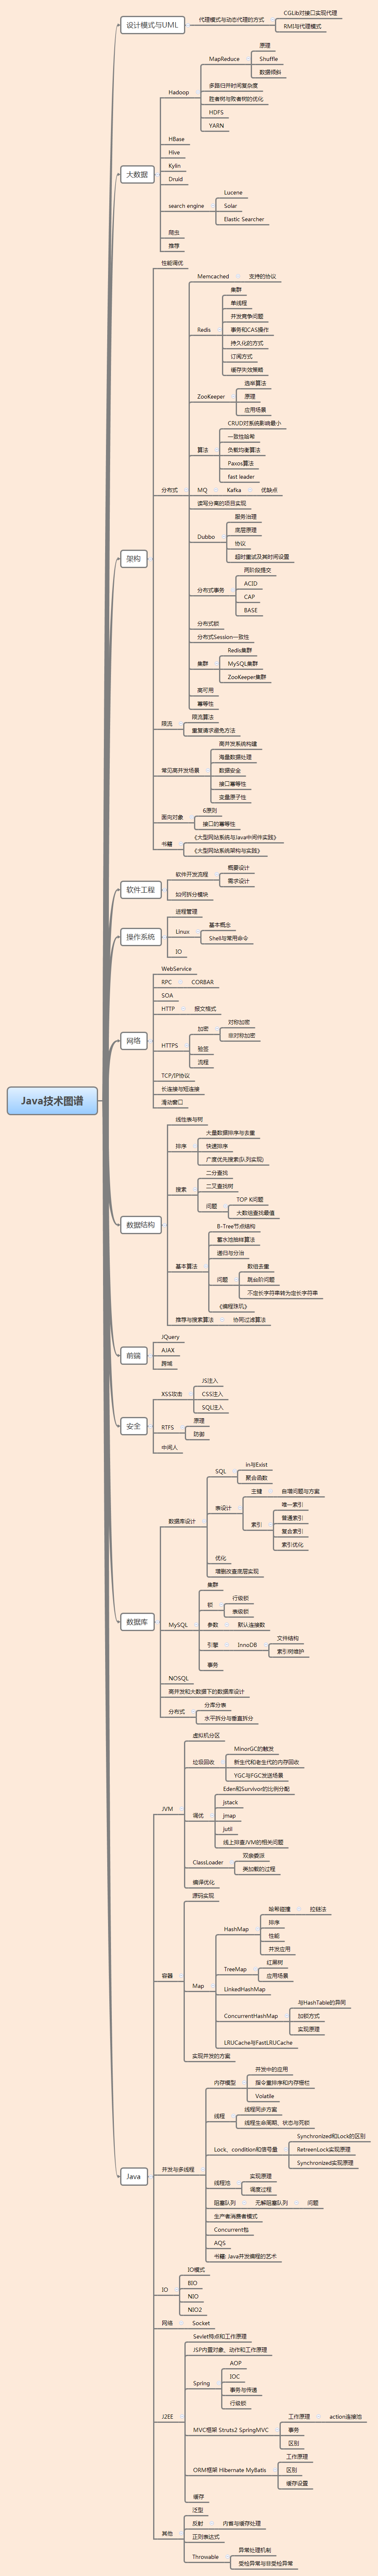 Java技术图谱
设计模式与UML
代理模式与动态代理的方式
CGLib对接口实现代理
RMI与代理模式
大数据
Hadoop
MapReduce
原理
Shuffle
数据倾斜
多路归并时间复杂度
胜者树与败者树的优化
HDFS
YARN
HBase
Hive
Kylin
Druid
search engine
Lucene
Solar
Elastic Searcher
爬虫
推荐
架构
性能调优
分布式
Memcached
支持的协议
Redis
集群
单线程
并发竞争问题
事务和CAS操作
持久化的方式
订阅方式
缓存失效策略
ZooKeeper
选举算法
原理
应用场景
算法
CRUD对系统影响最小
一致性哈希
负载均衡算法
Paxos算法
fast leader
MQ
Kafka
优缺点
读写分离的项目实现
Dubbo
服务治理
底层原理
协议
超时重试及其时间设置
分布式事务
两阶段提交
ACID
CAP
BASE
分布式锁
分布式Session一致性
集群
Redis集群
MySQL集群
ZooKeeper集群
高可用
幂等性
限流
限流算法
重复请求避免方法
常见高并发场景
高并发系统构建
海量数据处理
数据安全
接口幂等性
变量原子性
面向对象
6原则
接口的幂等性
书籍
《大型网站系统与Java中间件实践》
《大型网站系统架构与实践》
软件工程
软件开发流程
概要设计
需求设计
如何拆分模块
操作系统
进程管理
Linux
基本概念
Shell与常用命令
IO
网络
WebService
RPC
CORBAR
SOA
HTTP
报文格式
HTTPS
加密
对称加密
非对称加密
验签
流程
TCP/IP协议
长连接与短连接
滑动窗口
数据结构
线性表与树
排序
大量数据排序与去重
快速排序
广度优先搜索(队列实现)
搜索
二分查找
二叉查找树
问题
TOP K问题
大数组查找最值
基本算法
B-Tree节点结构
蓄水池抽样算法
递归与分治
问题
数组去重
跳台阶问题
不定长字符串转为定长字符串
《编程珠玑》
推荐与搜索算法
协同过滤算法
前端
JQuery
AJAX
跨域
安全
XSS攻击
JS注入
CSS注入
SQL注入
RTFS
原理
防御
中间人
数据库
数据库设计
SQL
in与Exist
聚合函数
表设计
主键
自增问题与方案
索引
唯一索引
普通索引
复合索引
索引优化
优化
增删改查底层实现
MySQL
集群
锁
行级锁
表级锁
参数
默认连接数
引擎
InnoDB
文件结构
索引树维护
事务
NOSQL
高并发和大数据下的数据库设计
分布式
分库分表
水平拆分与垂直拆分
Java
JVM
虚拟机分区
垃圾回收
MinorGC的触发
新生代和老生代的内存回收
YGC与FGC发送场景
调优
Eden和Survivor的比例分配
jstack
jmap
jutil
线上排查JVM的相关问题
ClassLoader
双亲委派
类加载的过程
编译优化
容器
源码实现
Map
HashMap
哈希碰撞
拉链法
排序
性能
并发应用
TreeMap
红黑树
应用场景
LinkedHashMap
ConcurrentHashMap
与HashTable的异同
加锁方式
实现原理
LRUCache与FastLRUCache
实现并发的方案
并发与多线程
内存模型
并发中的应用
指令重排序和内存栅栏
Volatile
线程
线程同步方案
线程生命周期、状态与死锁
Lock、condition和信号量
Synchronized和Lock的区别
RetreenLock实现原理
Synchronized实现原理
线程池
实现原理
调度过程
阻塞队列
无解阻塞队列
问题
生产者消费者模式
Concurrent包
AQS
书籍: Java开发编程的艺术
IO
IO模式
BIO
NIO
NIO2
网络
Socket
J2EE
Sevlet特点和工作原理
JSP内置对象、动作和工作原理
Spring
AOP
IOC
事务与传递
行级锁
MVC框架 Struts2 SpringMVC
工作原理
action连接池
事务
区别
ORM框架 Hibernate MyBatis
工作原理
区别
缓存设置
缓存
其他
泛型
反射
内省与缓存处理
正则表达式
Throwable
异常处理机制
受检异常与非受检异常